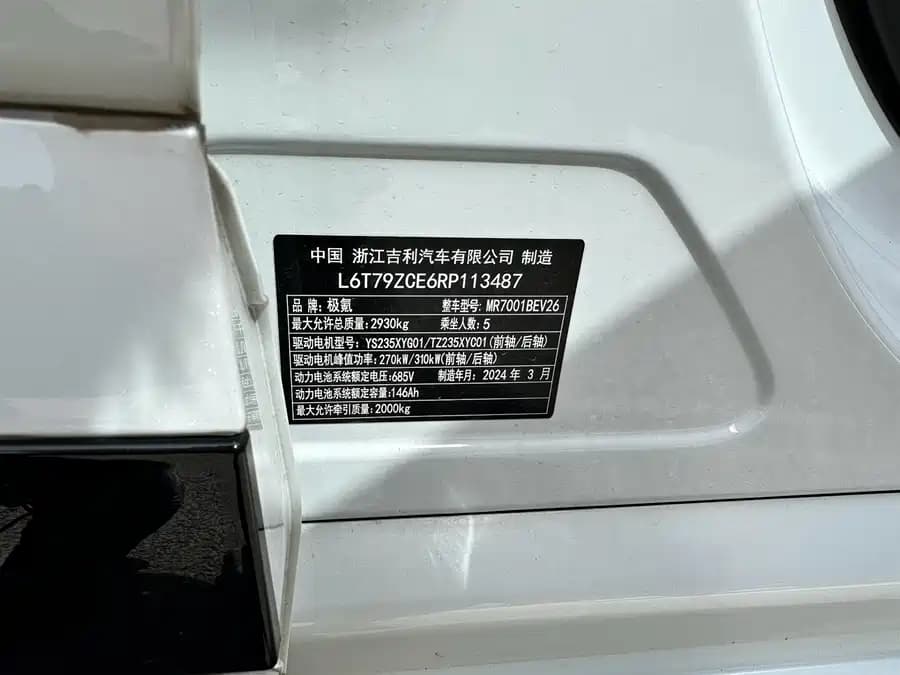 中国 浙江吉利汽车有限公司 制造
L6T79ZCE6RP113487
品 牌：极氪 整车型号：MR7001BEV26
最大允许总质量：2930kg 乘坐人数：5
驱动电机型号：YS235XYG01/TZ235XYC01(前轴/后轴)
驱动电机峰值功率：270kW/310kW(前轴/后轴)
动力电池系统额定电压：685V 制造年月：2024 年 3 月
动力电池系统额定容量：146Ah
最大允许牵引质量：2000kg